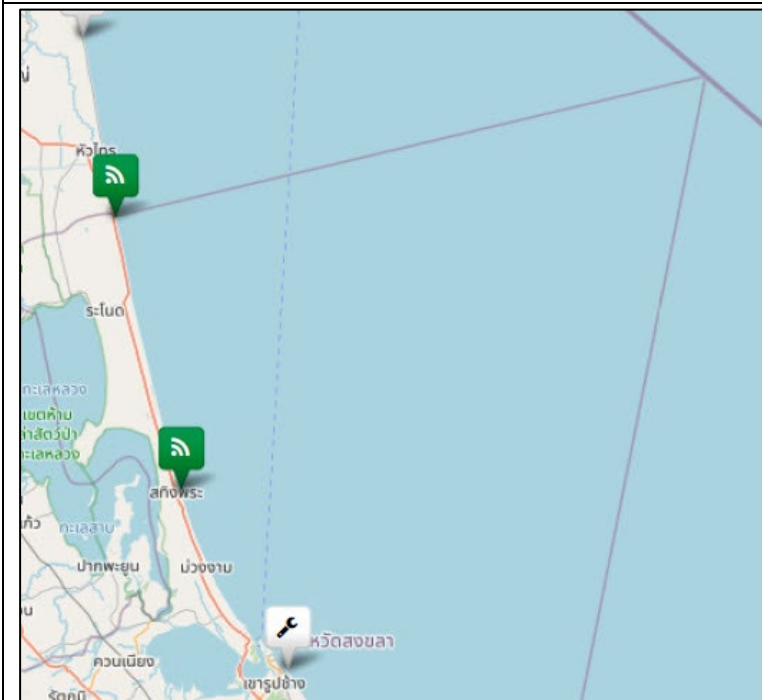 หัวไทร
ระโนด
ทะเลหลวง
เขตห้าม
ล่าสัตว์ป่า
ทะเลหลวง
สทิงพระ
ทะเลสาบ
ปากพะยูน
ม่วงงาม
หวัดสงขลา
ควนเนียง
เขารูปช้าง
รัตภูมิ